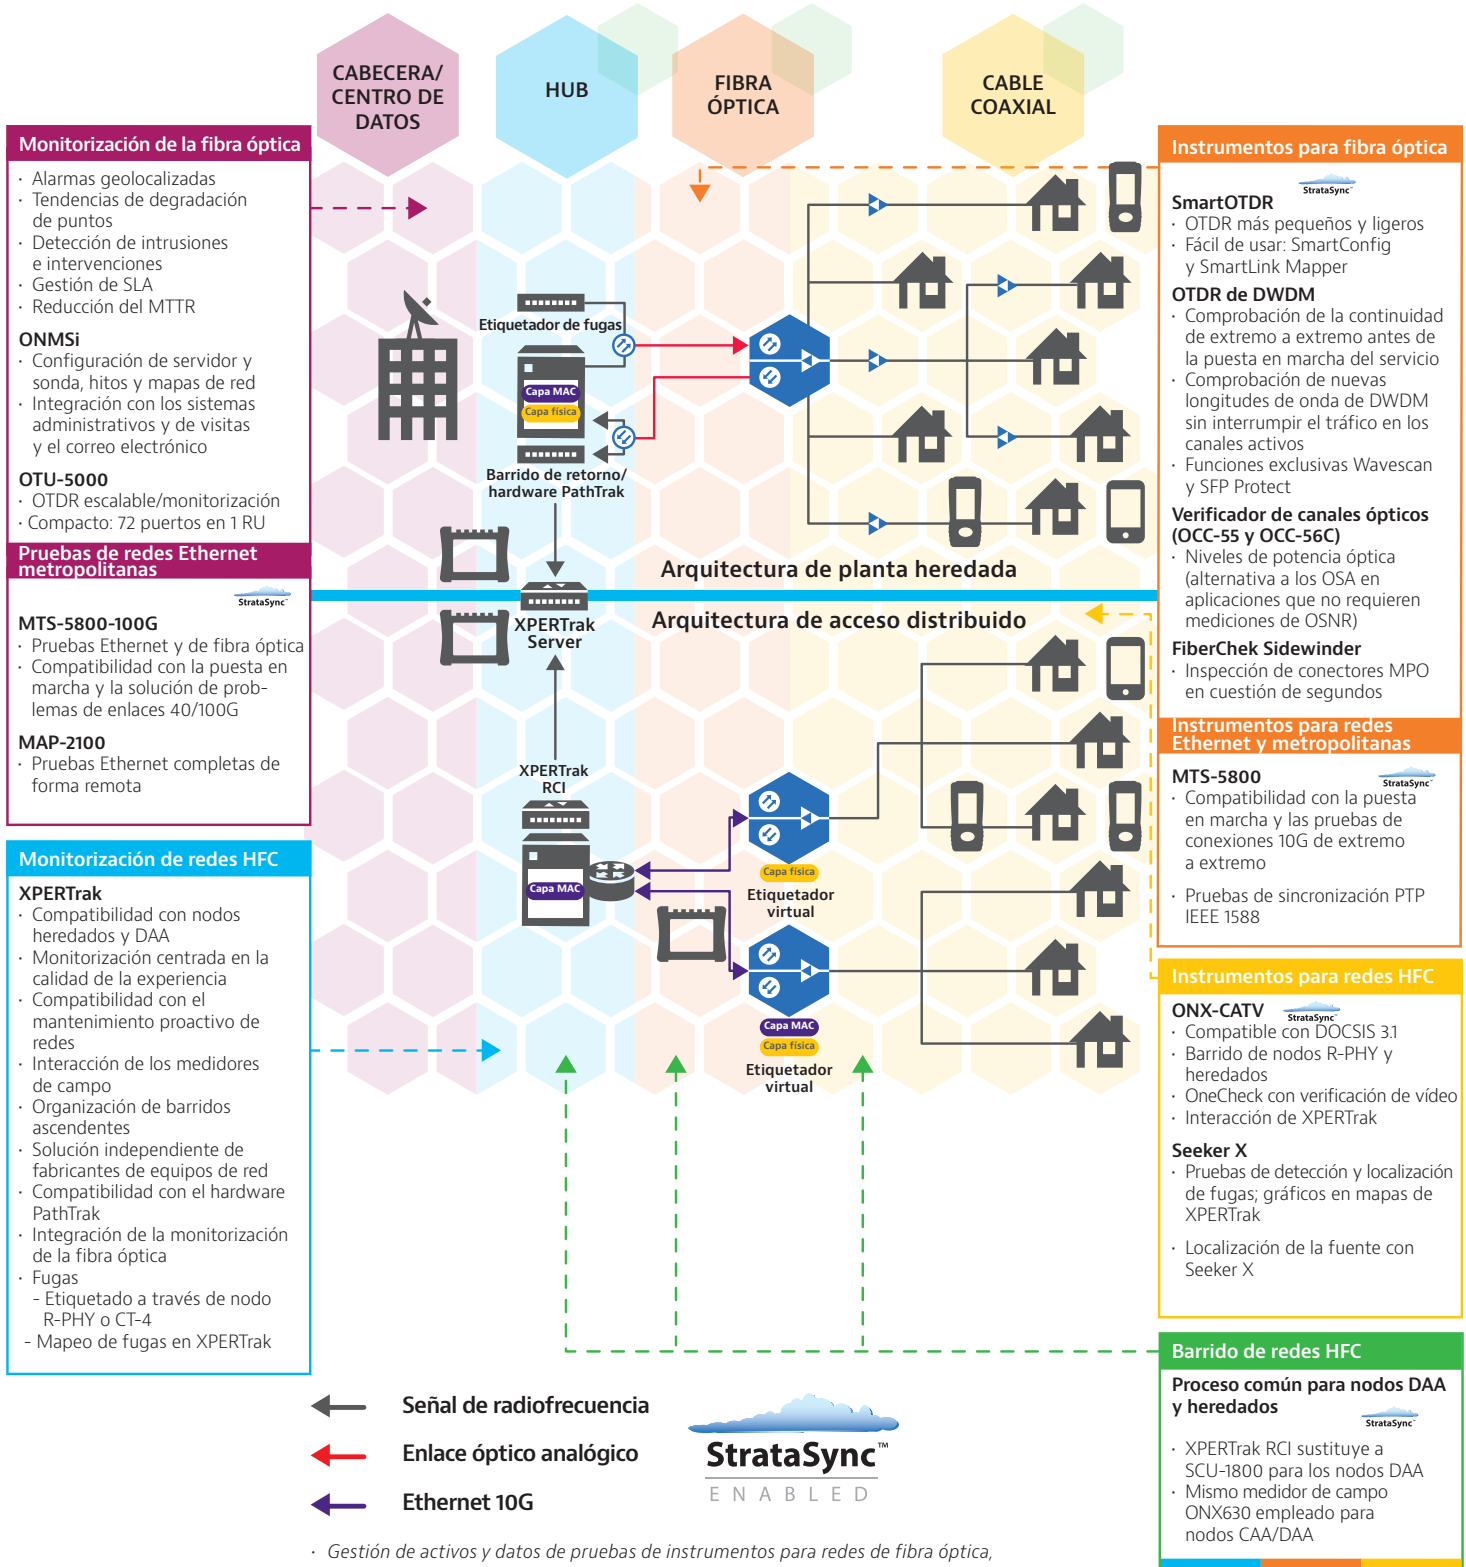 CABECERA/
CENTRO DE
DATOS
HUB
FIBRA
ÓPTICA
CABLE
COAXIAL
Monitorización de la fibra óptica
· Alarmas geolocalizadas
· Tendencias de degradación
de puntos
· Detección de intrusiones
e intervenciones
· Gestión de SLA
· Reducción del MTTR
ONMSi
· Configuración de servidor y
sonda, hitos y mapas de red
· Integración con los sistemas
administrativos y de visitas
y el correo electrónico
OTU-5000
· OTDR escalable/monitorización
· Compacto: 72 puertos en 1 RU
Pruebas de redes Ethernet
metropolitanas
StrataSync™
MTS-5800-100G
· Pruebas Ethernet y de fibra óptica
· Compatibilidad con la puesta en
marcha y la solución de prob-
lemas de enlaces 40/100G
MAP-2100
· Pruebas Ethernet completas de
forma remota
Monitorización de redes HFC
XPERTrak
· Compatibilidad con nodos
heredados y DAA
· Monitorización centrada en la
calidad de la experiencia
· Compatibilidad con el
mantenimiento proactivo de
redes
· Interacción de los medidores
de campo
· Organización de barridos
ascendentes
· Solución independiente de
fabricantes de equipos de red
· Compatibilidad con el hardware
PathTrak
· Integración de la monitorización
de la fibra óptica
· Fugas
- Etiquetado a través de nodo
R-PHY o CT-4
- Mapeo de fugas en XPERTrak
Etiquetador de fugas
Capa MAC
Capa física
Barrido de retorno/
hardware PathTrak
Arquitectura de planta heredada
Arquitectura de acceso distribuido
XPERTrak
Server
XPERTrak
RCI
Capa MAC
Capa física
Etiquetador
virtual
Capa MAC
Capa física
Etiquetador
virtual
Instrumentos para fibra óptica
StrataSync™
SmartOTDR
· OTDR más pequeños y ligeros
· Fácil de usar: SmartConfig
y SmartLink Mapper
OTDR de DWDM
· Comprobación de la continuidad
de extremo a extremo antes de
la puesta en marcha del servicio
· Comprobación de nuevas
longitudes de onda de DWDM
sin interrumpir el tráfico en los
canales activos
· Funciones exclusivas Wavescan
y SFP Protect
Verificador de canales ópticos
(OCC-55 y OCC-56C)
· Niveles de potencia óptica
(alternativa a los OSA en
aplicaciones que no requieren
mediciones de OSNR)
FiberChek Sidewinder
· Inspección de conectores MPO
en cuestión de segundos
Instrumentos para redes
Ethernet y metropolitanas
MTS-5800
StrataSync™
· Compatibilidad con la puesta
en marcha y las pruebas de
conexiones 10G de extremo
a extremo
· Pruebas de sincronización PTP
IEEE 1588
Instrumentos para redes HFC
ONX-CATV
StrataSync™
· Compatible con DOCSIS 3.1
· Barrido de nodos R-PHY y
heredados
· OneCheck con verificación de vídeo
· Interacción de XPERTrak
Seeker X
· Pruebas de detección y localización
de fugas; gráficos en mapas de
XPERTrak
· Localización de la fuente con
Seeker X
Barrido de redes HFC
Proceso común para nodos DAA
y heredados
StrataSync™
· XPERTrak RCI sustituye a
SCU-1800 para los nodos DAA
· Mismo medidor de campo
ONX630 empleado para
nodos CAA/DAA
Señal de radiofrecuencia
Enlace óptico analógico
Ethernet 10G
StrataSync™
ENABLED
· Gestión de activos y datos de pruebas de instrumentos para redes de fibra óptica,